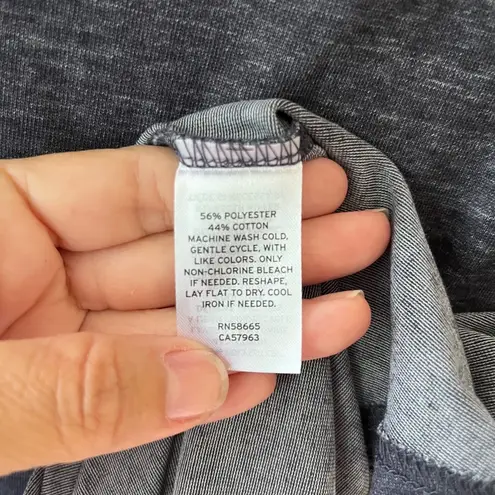 56% POLYESTER
44% COTTON
MACHINE WASH COLD,
GENTLE CYCLE, WITH
LIKE COLORS. ONLY
NON-CHLORINE BLEACH
IF NEEDED. RESHAPE,
LAY FLAT TO DRY. COOL
IRON IF NEEDED.
RN58665
CA57963